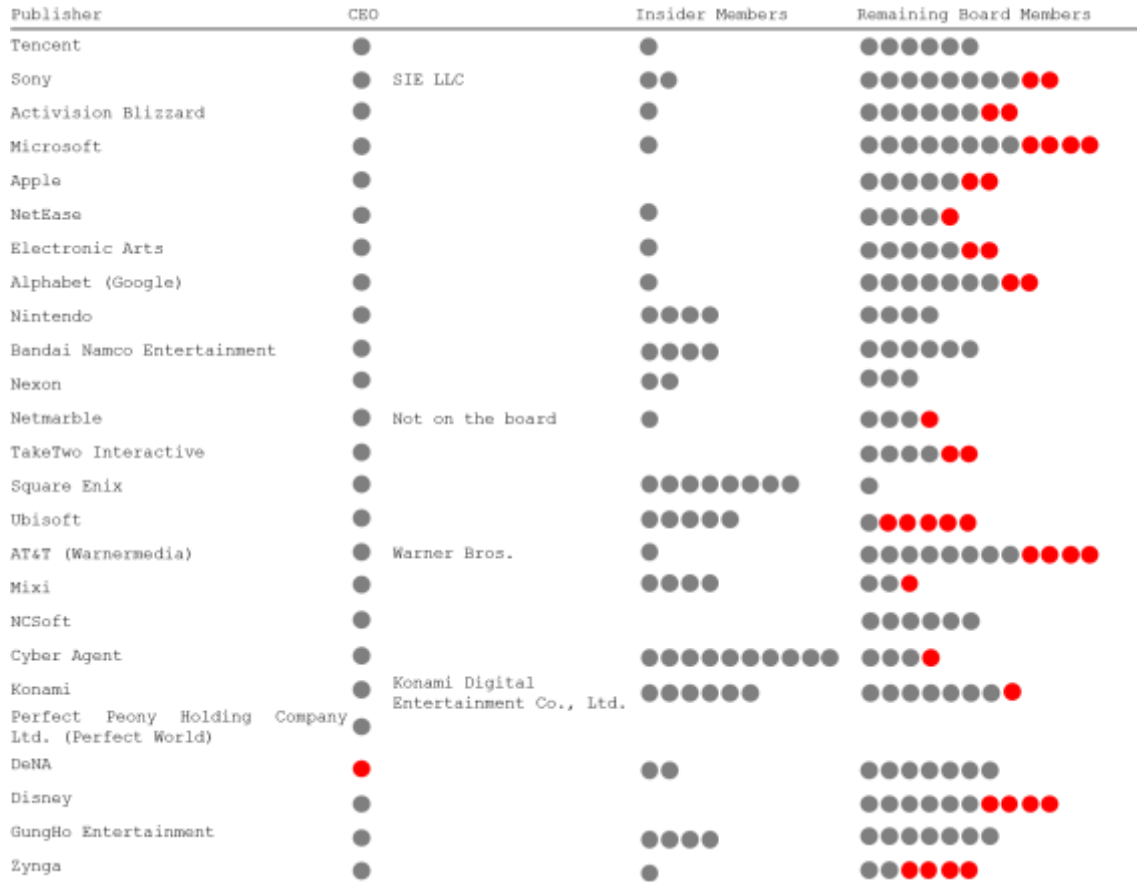 Publisher CEO Insider Members Remaining Board Members
Tencent
Sony SIE LLC
Activision Blizzard
Microsoft
Apple
NetEase
Electronic Arts
Alphabet (Google)
Nintendo
Bandai Namco Entertainment
Nexon
Netmarble Not on the board
TakeTwo Interactive
Square Enix
Ubisoft
AT&T (Warnermedia) Warner Bros.
Mixi
NCSoft
Cyber Agent
Konami Konami Digital
Entertainment Co., Ltd.
Perfect Peony Holding Company
Ltd. (Perfect World)
DeNA
Disney
GungHo Entertainment
Zynga